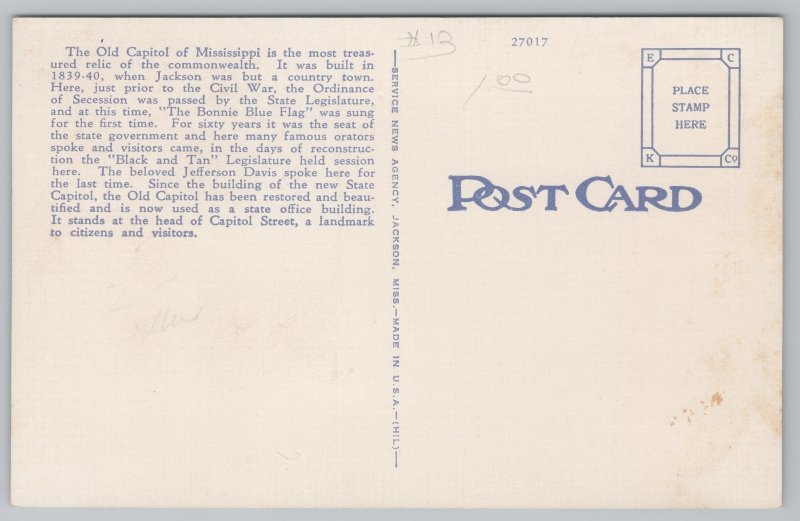 The Old Capitol of Mississippi is the most treas-
ured relic of the commonwealth. It was built in
1839-40, when Jackson was but a country town.
Here, just prior to the Civil War, the Ordinance
of Secession was passed by the State Legislature,
and at this time, "The Bonnie Blue Flag" was sung
for the first time. For sixty years it was the seat of
the state government and here many famous orators
spoke and visitors came, in the days of reconstruc-
tion the "Black and Tan" Legislature held session
here. The beloved Jefferson Davis spoke here for
the last time. Since the building of the new State
Capitol, the Old Capitol has been restored and beau-
tified and is now used as a state office building.
It stands at the head of Capitol Street, a landmark
to citizens and visitors.
—SERVICE NEWS AGENCY, JACKSON, MISS.—MADE IN U.S.A.—(HIL)—
#13
1.00
27017
E C
PLACE
STAMP
HERE
K Co
POST CARD